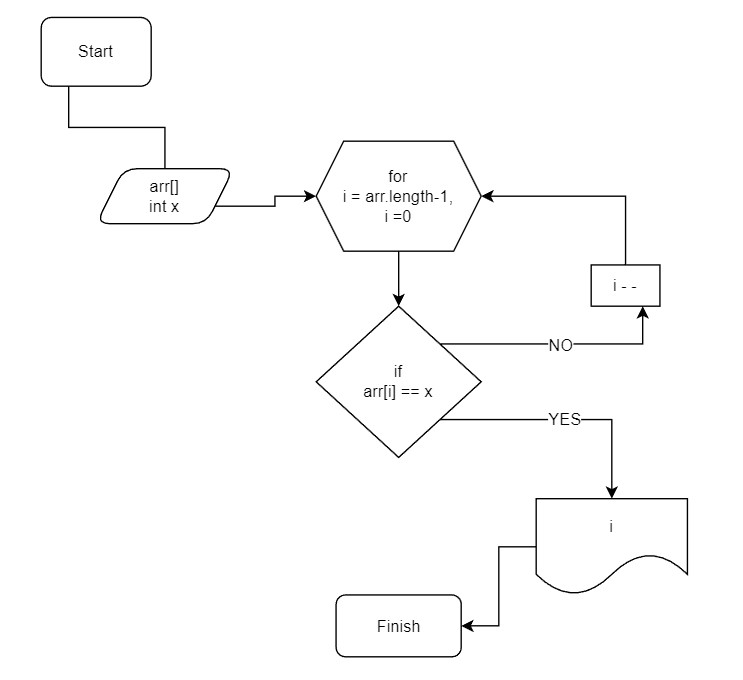 Start
arr[]
int x
for
i = arr.length-1,
i =0
i - -
NO
if
arr[i] == x
YES
i
Finish